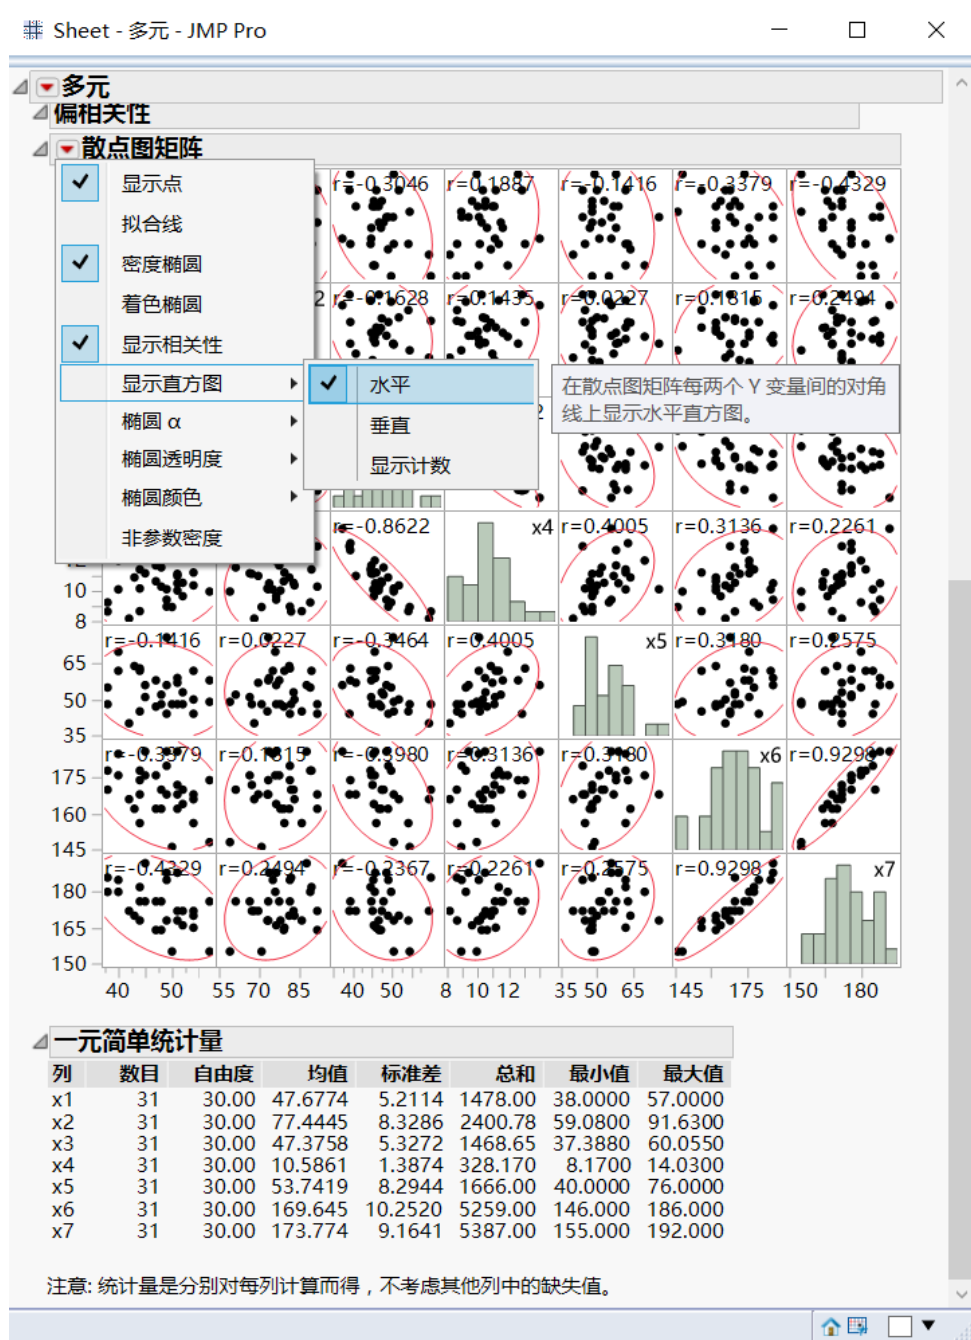 Sheet - 多元 - JMP Pro
多元
偏相关性
散点图矩阵
显示点
拟合线
密度椭圆
着色椭圆
显示相关性
显示直方图
椭圆 α
椭圆透明度
椭圆颜色
非参数密度
水平
垂直
显示计数
在散点图矩阵每两个 Y 变量间的对角
线上显示水平直方图。
r=-0.3046 r=0.1887 r=-0.1416 r=-0.3379 r=-0.4329
2 r=-0.1628 r=0.1435 r=0.0227 r=0.1815 r=0.2494
2
r=-0.8622 x4 r=0.4005 r=0.3136 r=0.2261
12
10
8
r=-0.1416 r=0.0227 r=-0.3464 r=0.4005 x5 r=0.3180 r=0.2575
65
50
35
r=-0.3379 r=0.1815 r=-0.3980 r=0.3136 r=0.3180 x6 r=0.9298
175
160
145
r=-0.4329 r=0.2494 r=-0.2367 r=0.2261 r=0.2575 r=0.9298 x7
180
165
150
40 50 55 70 85 40 50 8 10 12 35 50 65 145 175 150 180
一元简单统计量
列 数目 自由度 均值 标准差 总和 最小值 最大值
x1 31 30.00 47.6774 5.2114 1478.00 38.0000 57.0000
x2 31 30.00 77.4445 8.3286 2400.78 59.0800 91.6300
x3 31 30.00 47.3758 5.3272 1468.65 37.3880 60.0550
x4 31 30.00 10.5861 1.3874 328.170 8.1700 14.0300
x5 31 30.00 53.7419 8.2944 1666.00 40.0000 76.0000
x6 31 30.00 169.645 10.2520 5259.00 146.000 186.000
x7 31 30.00 173.774 9.1641 5387.00 155.000 192.000
注意: 统计量是分别对每列计算而得，不考虑其他列中的缺失值。